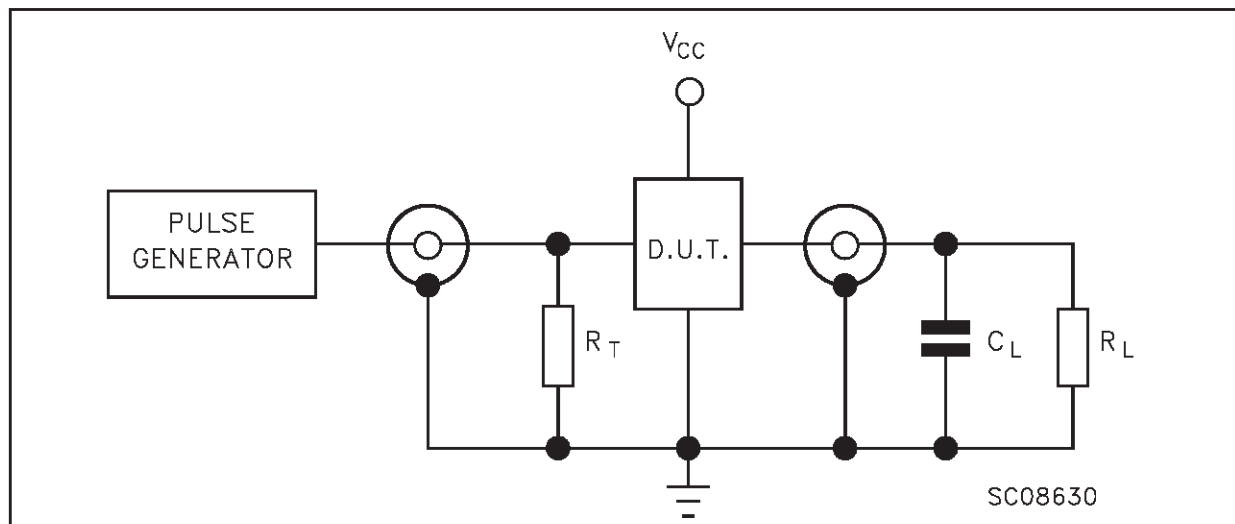 VCC
PULSE
GENERATOR
D.U.T.
RT
CL
RL
SC08630